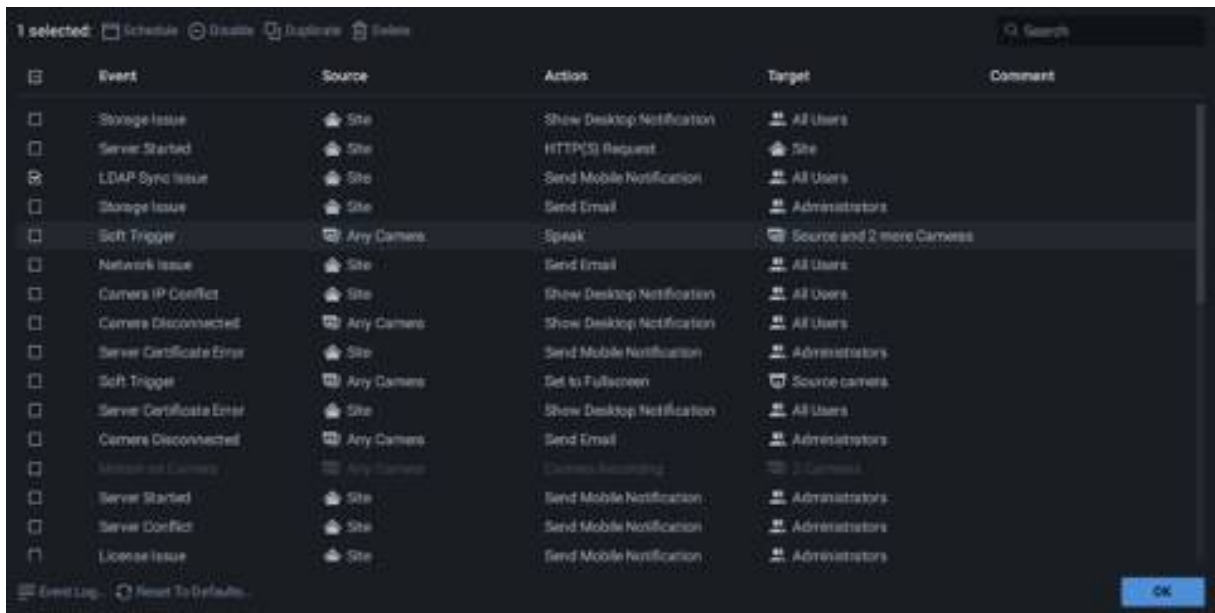 1 selected: Schedule Disable Duplicate Delete Search
Event Source Action Target Comment
Storage Issue Site Show Desktop Notification All Users
Server Started Site HTTP(S) Request Site
LDAP Sync Issue Site Send Mobile Notification All Users
Storage Issue Site Send Email Administrators
Soft Trigger Any Camera Speak Source and 2 more Cameras
Network Issue Site Send Email All Users
Camera IP Conflict Site Show Desktop Notification All Users
Camera Disconnected Any Camera Show Desktop Notification All Users
Server Certificate Error Site Send Mobile Notification Administrators
Soft Trigger Any Camera Set to Fullscreen Source camera
Server Certificate Error Site Show Desktop Notification All Users
Camera Disconnected Any Camera Send Email Administrators
Motion on Camera Any Camera Camera Recording 2 Cameras
Server Started Site Send Mobile Notification Administrators
Server Conflict Site Send Mobile Notification Administrators
License Issue Site Send Mobile Notification Administrators
Event Log... Reset To Defaults... OK